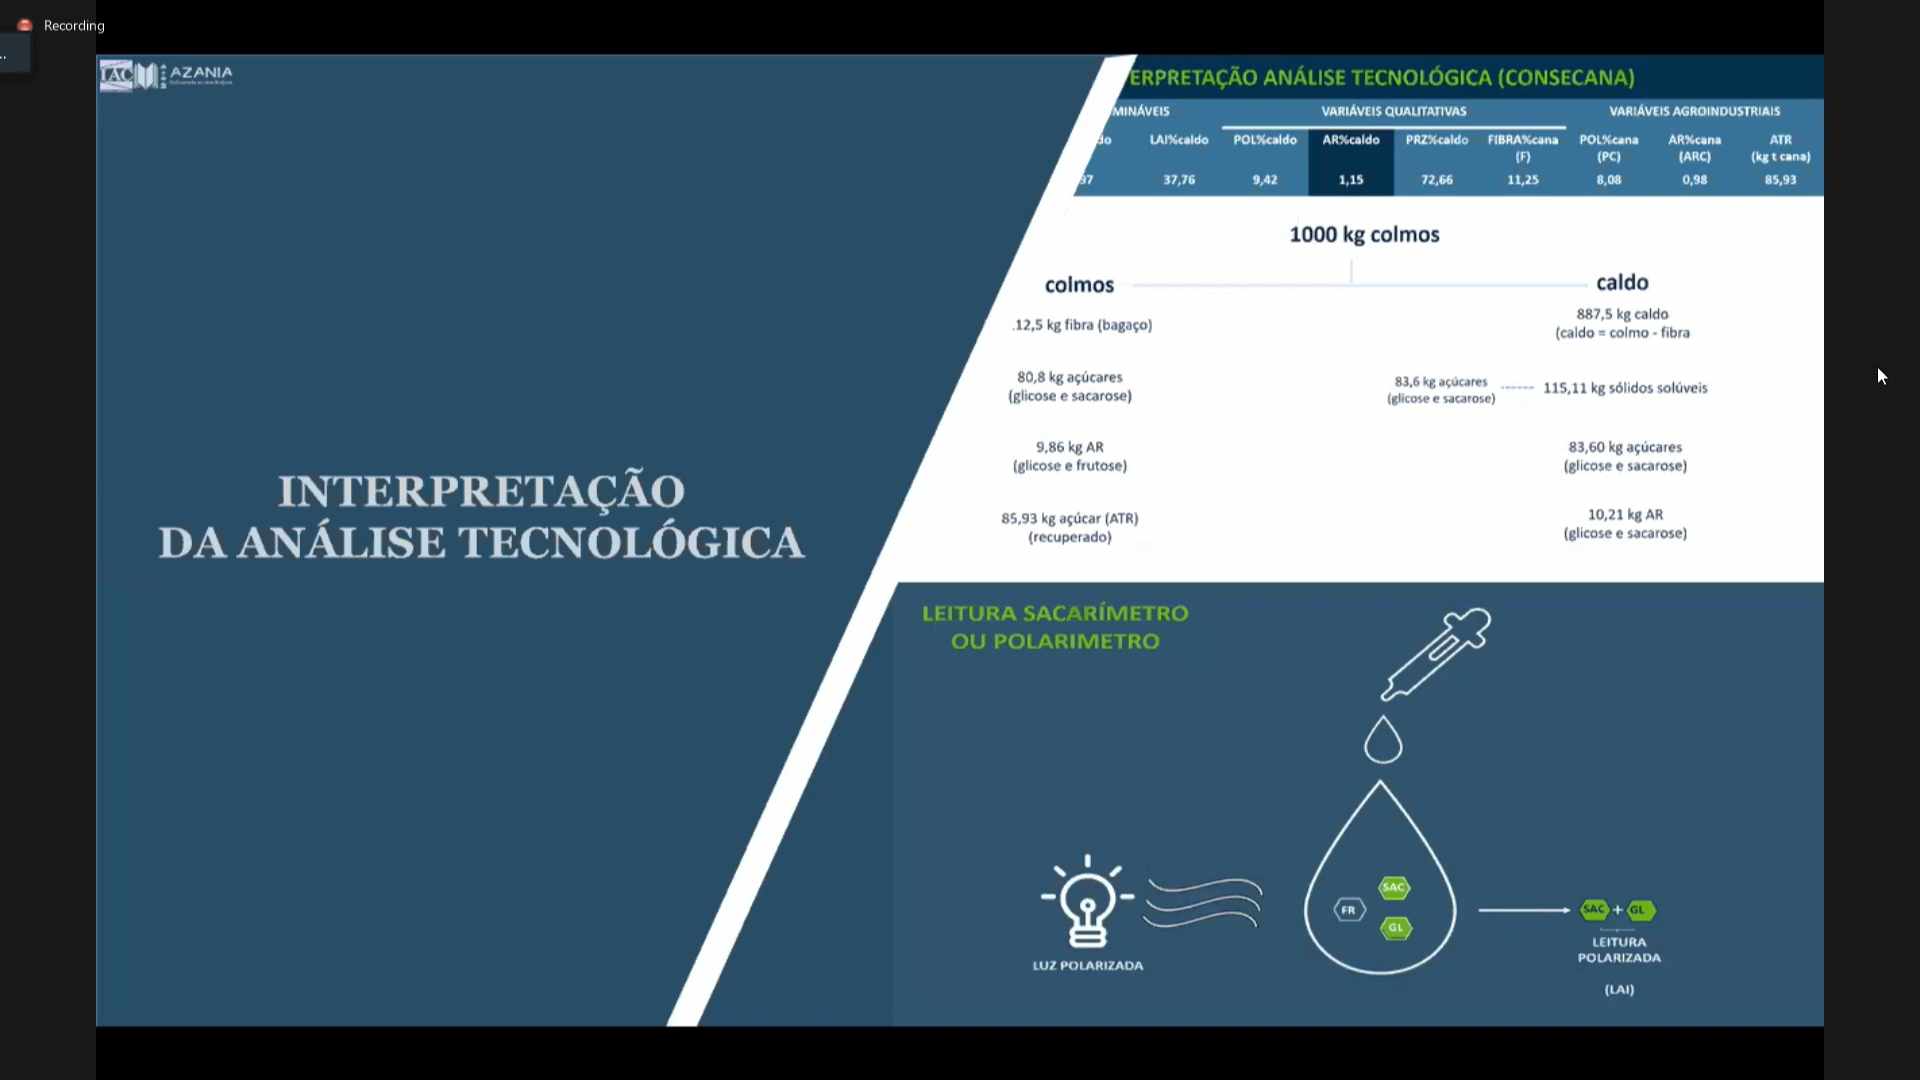 Recording
...
IAC
AZANIA
INTERPRETAÇÃO
DA ANÁLISE TECNOLÓGICA
ERPRETAÇÃO ANÁLISE TECNOLÓGICA (CONSECANA)
MINÁVEIS VARIÁVEIS QUALITATIVAS VARIÁVEIS AGROINDUSTRIAIS
do LAI%caldo POL%caldo AR%caldo PRZ%caldo FIBRA%cana POL%cana AR%cana ATR
(F) (PC) (ARC) (kg t cana)
97 37,76 9,42 1,15 72,66 11,25 8,08 0,98 85,93
1000 kg colmos
colmos
12,5 kg fibra (bagaço)
80,8 kg açúcares
(glicose e sacarose)
9,86 kg AR
(glicose e frutose)
85,93 kg açúcar (ATR)
(recuperado)
caldo
887,5 kg caldo
(caldo = colmo - fibra
83,6 kg açúcares
(glicose e sacarose)
115,11 kg sólidos solúveis
83,60 kg açúcares
(glicose e sacarose)
10,21 kg AR
(glicose e sacarose)
LEITURA SACARÍMETRO
OU POLARIMETRO
LUZ POLARIZADA
FR
SAC
GL
SAC + GL
LEITURA
POLARIZADA
(LAI)